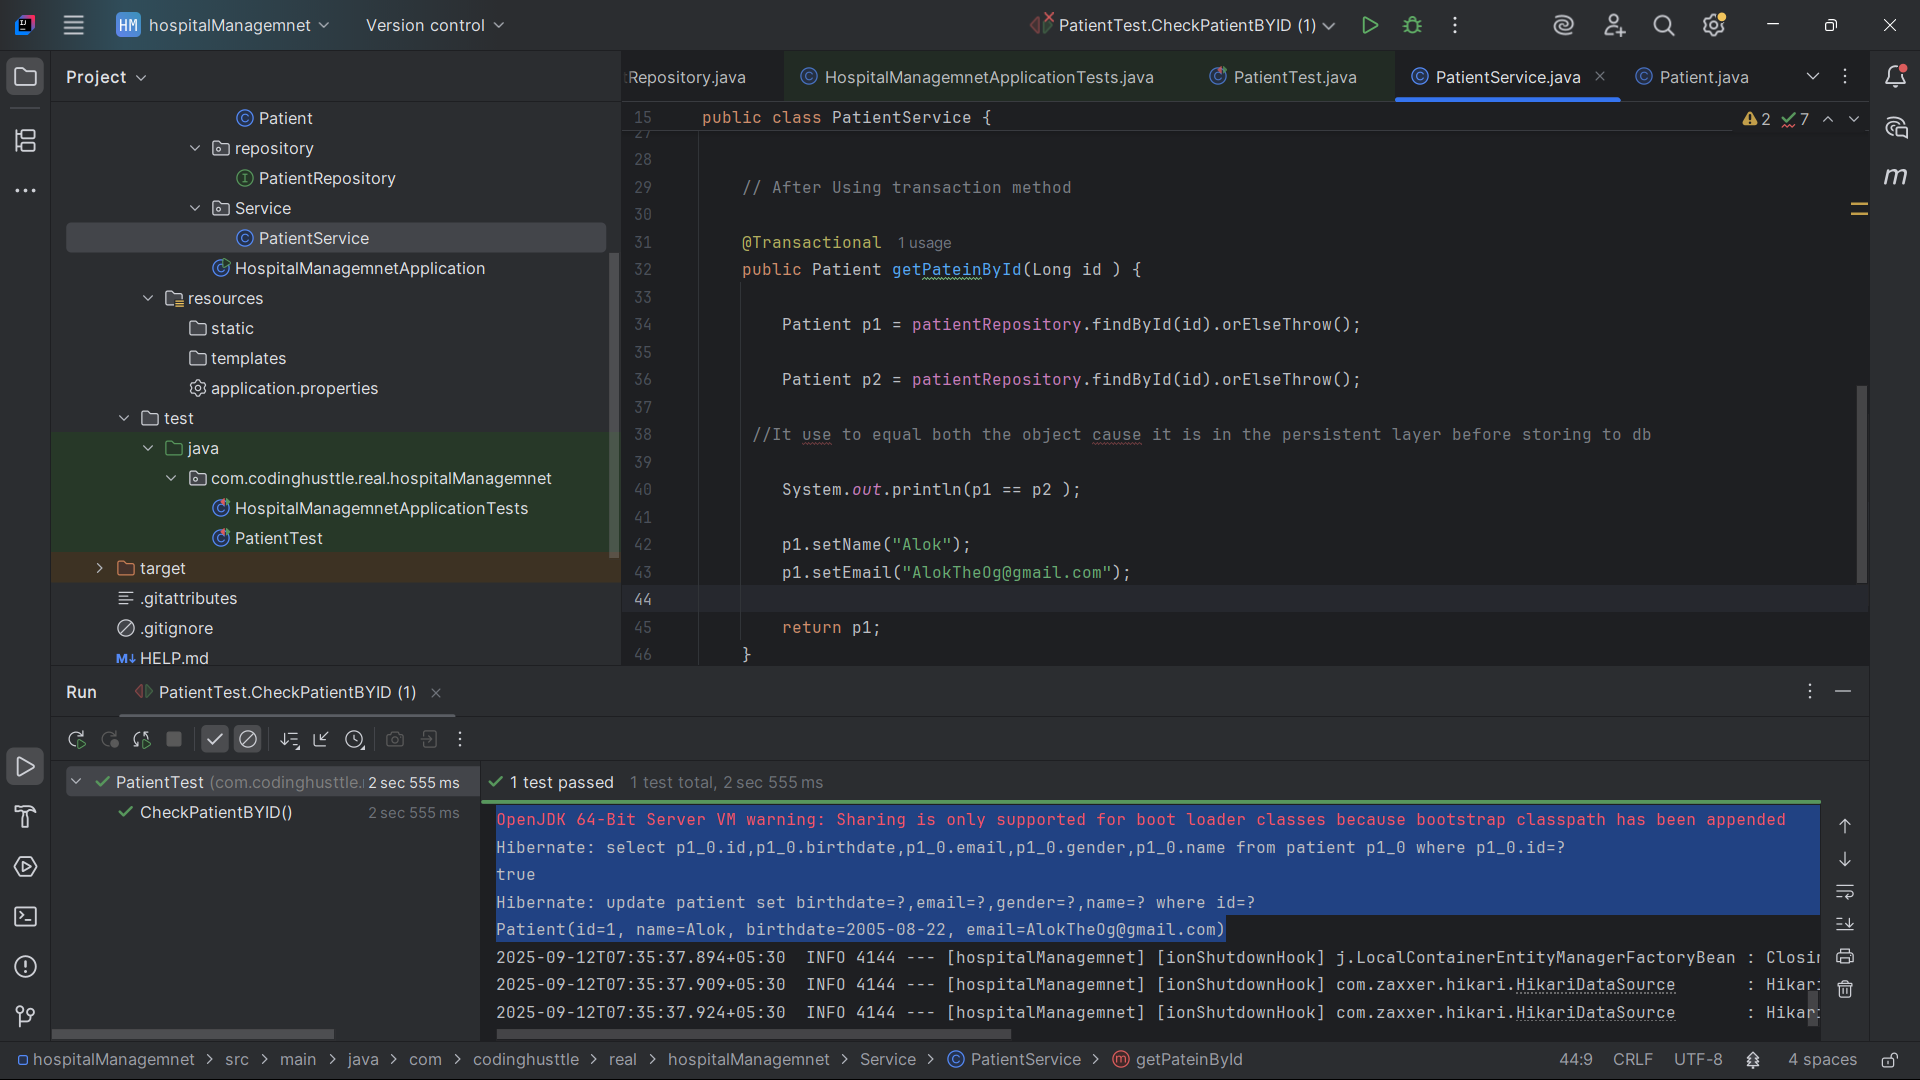 HM hospitalManagemnet
Version control
PatientTest.CheckPatientBYID (1)
Project
Repository.java
HospitalManagemnetApplicationTests.java
PatientTest.java
PatientService.java
Patient.java
Patient
repository
PatientRepository
Service
PatientService
HospitalManagemnetApplication
resources
static
templates
application.properties
test
java
com.codinghusttle.real.hospitalManagemnet
HospitalManagemnetApplicationTests
PatientTest
target
.gitattributes
.gitignore
M↓ HELP.md
15 public class PatientService {
2 7
27
28
29 // After Using transaction method
30
31 @Transactional 1 usage
32 public Patient getPateinById(Long id ) {
33
34 Patient p1 = patientRepository.findById(id).orElseThrow();
35
36 Patient p2 = patientRepository.findById(id).orElseThrow();
37
38 //It use to equal both the object cause it is in the persistent layer before storing to db
39
40 System.out.println(p1 == p2 );
41
42 p1.setName("Alok");
43 p1.setEmail("AlokTheOg@gmail.com");
44
45 return p1;
46 }
m
Run
PatientTest.CheckPatientBYID (1)
PatientTest (com.codinghusttle. 2 sec 555 ms
CheckPatientBYID() 2 sec 555 ms
1 test passed 1 test total, 2 sec 555 ms
OpenJDK 64-Bit Server VM warning: Sharing is only supported for boot loader classes because bootstrap classpath has been appended
Hibernate: select p1_0.id,p1_0.birthdate,p1_0.email,p1_0.gender,p1_0.name from patient p1_0 where p1_0.id=?
true
Hibernate: update patient set birthdate=?,email=?,gender=?,name=? where id=?
Patient(id=1, name=Alok, birthdate=2005-08-22, email=AlokTheOg@gmail.com)
2025-09-12T07:35:37.894+05:30 INFO 4144 --- [hospitalManagemnet] [ionShutdownHook] j.LocalContainerEntityManagerFactoryBean : Closin
2025-09-12T07:35:37.909+05:30 INFO 4144 --- [hospitalManagemnet] [ionShutdownHook] com.zaxxer.hikari.HikariDataSource : Hikar
2025-09-12T07:35:37.924+05:30 INFO 4144 --- [hospitalManagemnet] [ionShutdownHook] com.zaxxer.hikari.HikariDataSource : Hikar
hospitalManagemnet > src > main > java > com > codinghusttle > real > hospitalManagemnet > Service > PatientService > getPateinById
44:9 CRLF UTF-8 4 spaces